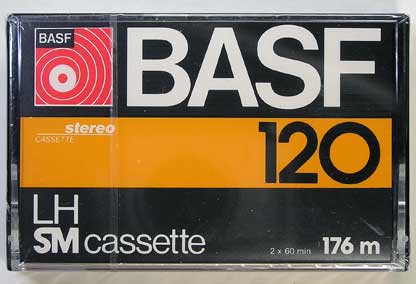 BASF
BASF
stereo
CASSETTE
120
LH
SM cassette
2 x 60 min
176 m